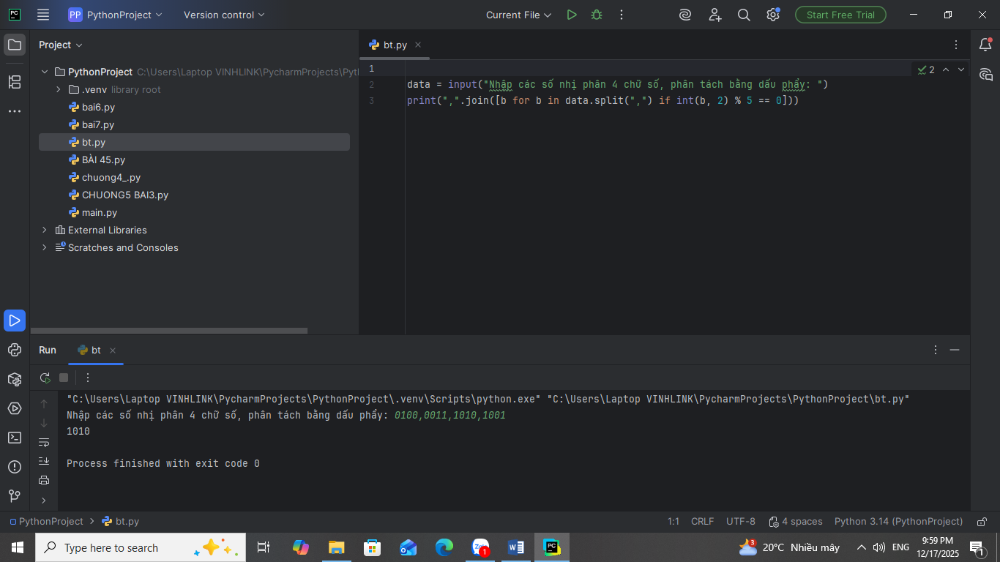 PC
PP PythonProject
Version control
Current File
Start Free Trial
Project
PythonProject C:\Users\Laptop VINHLINK\PycharmProjects\Pyt
.venv library root
bai6.py
bai7.py
bt.py
BÀI 45.py
chuong4_.py
CHUONG5 BAI3.py
main.py
External Libraries
Scratches and Consoles
bt.py
2
1
2 data = input("Nhập các số nhị phân 4 chữ số, phân tách bằng dấu phẩy: ")
3 print(",".join([b for b in data.split(",") if int(b, 2) % 5 == 0]))
Run bt
"C:\Users\Laptop VINHLINK\PycharmProjects\PythonProject\.venv\Scripts\python.exe" "C:\Users\Laptop VINHLINK\PycharmProjects\PythonProject\bt.py"
Nhập các số nhị phân 4 chữ số, phân tách bằng dấu phẩy: 0100,0011,1010,1001
1010
Process finished with exit code 0
PythonProject
bt.py
1:1 CRLF UTF-8 4 spaces Python 3.14 (PythonProject)
Type here to search
1
3
20°C Nhiều mây
ENG
9:59 PM
12/17/2025
1